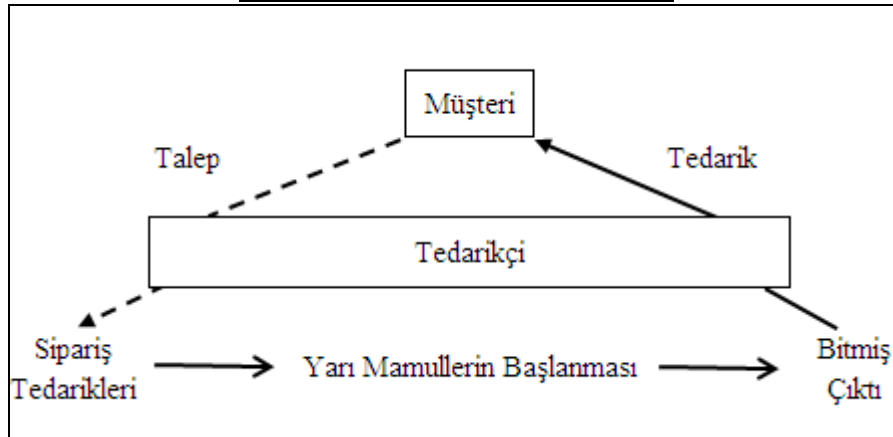 Müşteri
Talep
Tedarik
Tedarikçi
Sipariş
Tedarikleri
Yarı Mamullerin Başlanması
Bitmiş
Çıktı